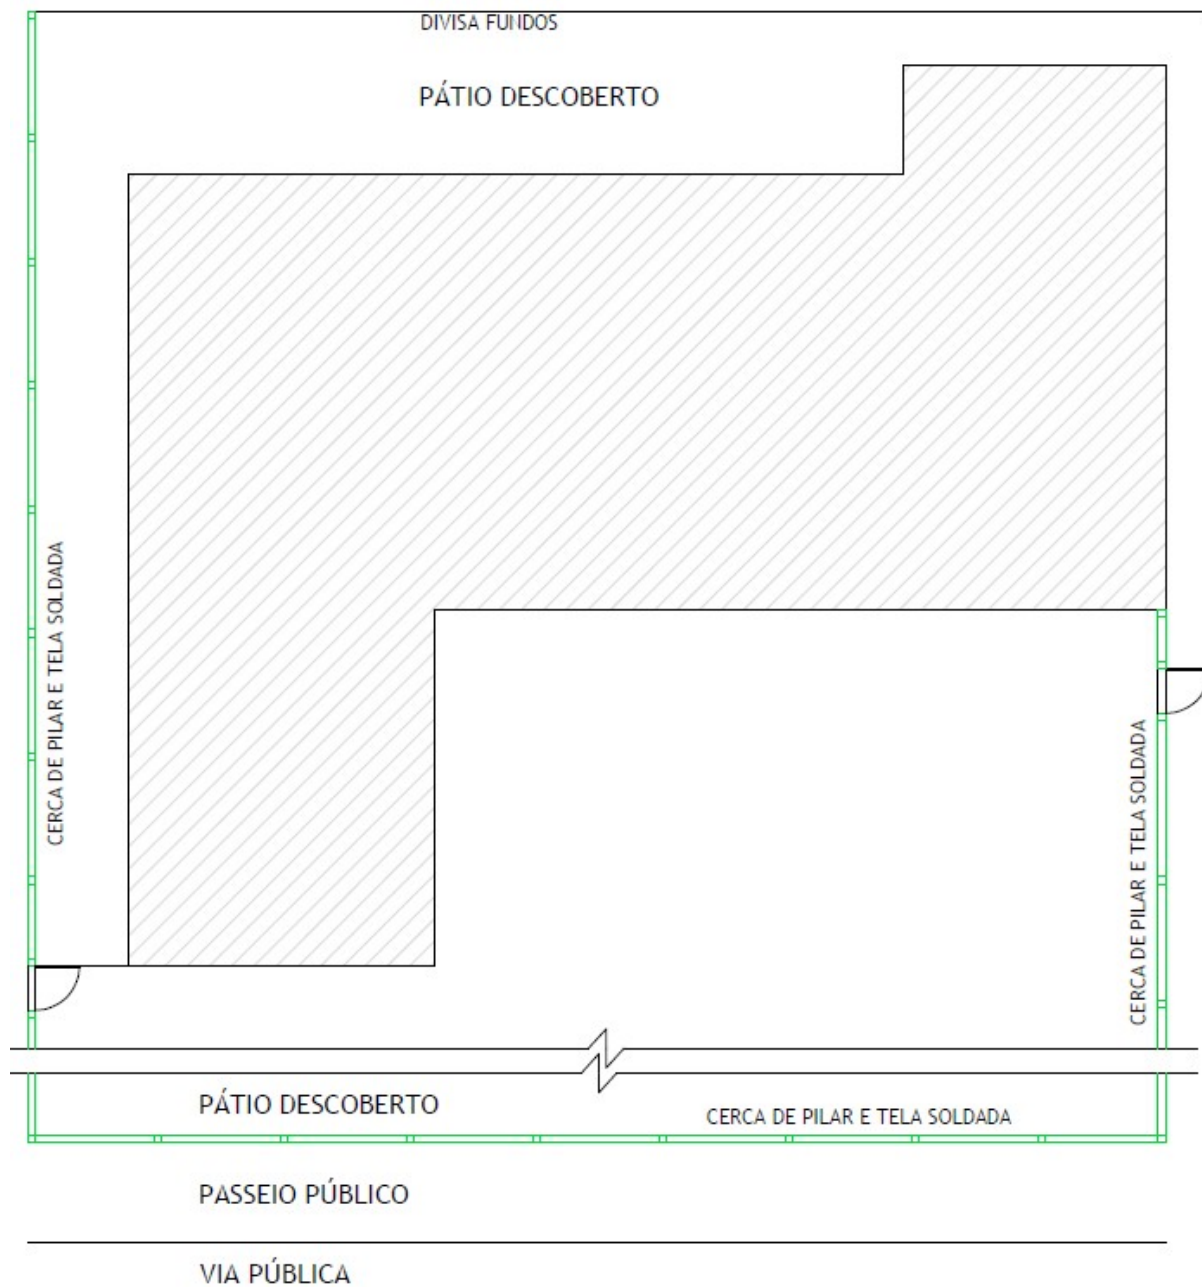 DIVISA FUNDOS
PÁTIO DESCOBERTO
CERCA DE PILAR E TELA SOLDADA
CERCA DE PILAR E TELA SOLDADA
PÁTIO DESCOBERTO
CERCA DE PILAR E TELA SOLDADA
PASSEIO PÚBLICO
VIA PÚBLICA